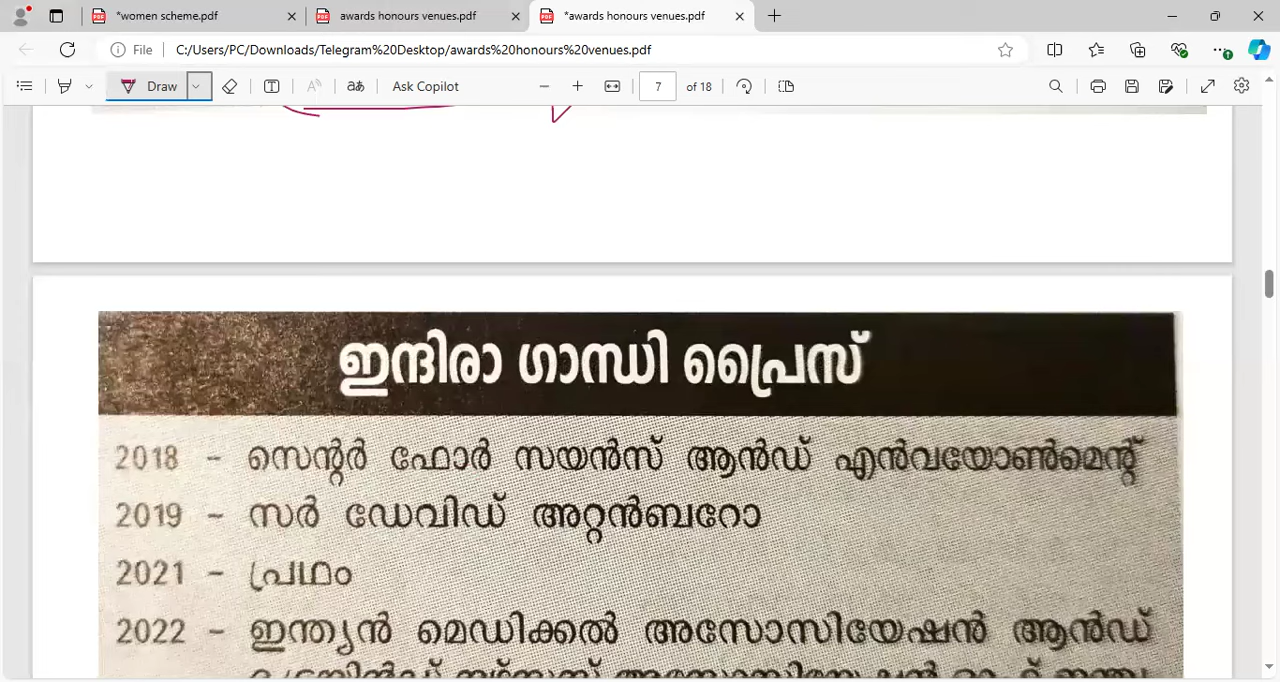 *women scheme.pdf
awards honours venues.pdf
*awards honours venues.pdf
File
C:/Users/PC/Downloads/Telegram%20Desktop/awards%20honours%20venues.pdf
Draw
aあ
Ask Copilot
7 of 18
ഇന്ദിരാ ഗാന്ധി പ്രൈസ്
2018 - സെന്റർ ഫോർ സയൻസ് ആൻഡ് എൻവയോൺമെന്റ്
2019 - സർ ഡേവിഡ് അറ്റൻബറോ
2021 - പ്രഥം
2022 - ഇന്ത്യൻ മെഡിക്കൽ അസോസിയേഷൻ ആൻഡ്